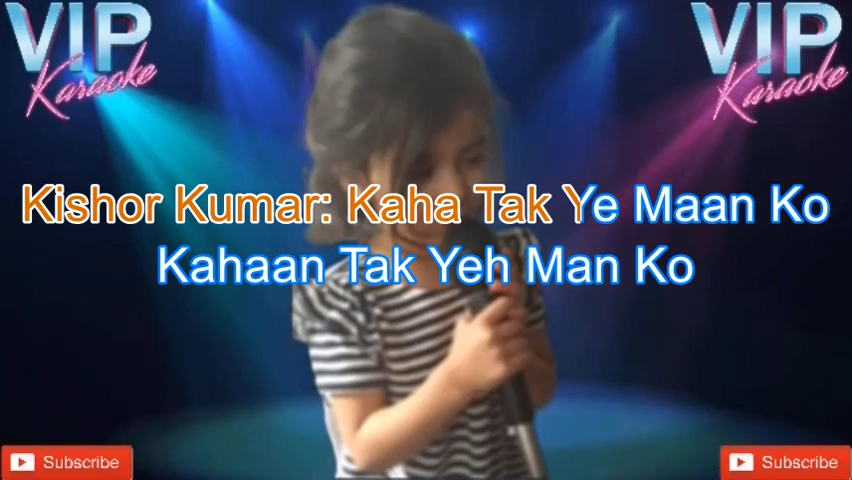 VIP VIP
Karaoke Karaoke
Kishor Kumar: Kaha Tak Ye Maan Ko
Kahaan Tak Yeh Man Ko
Subscribe Subscribe